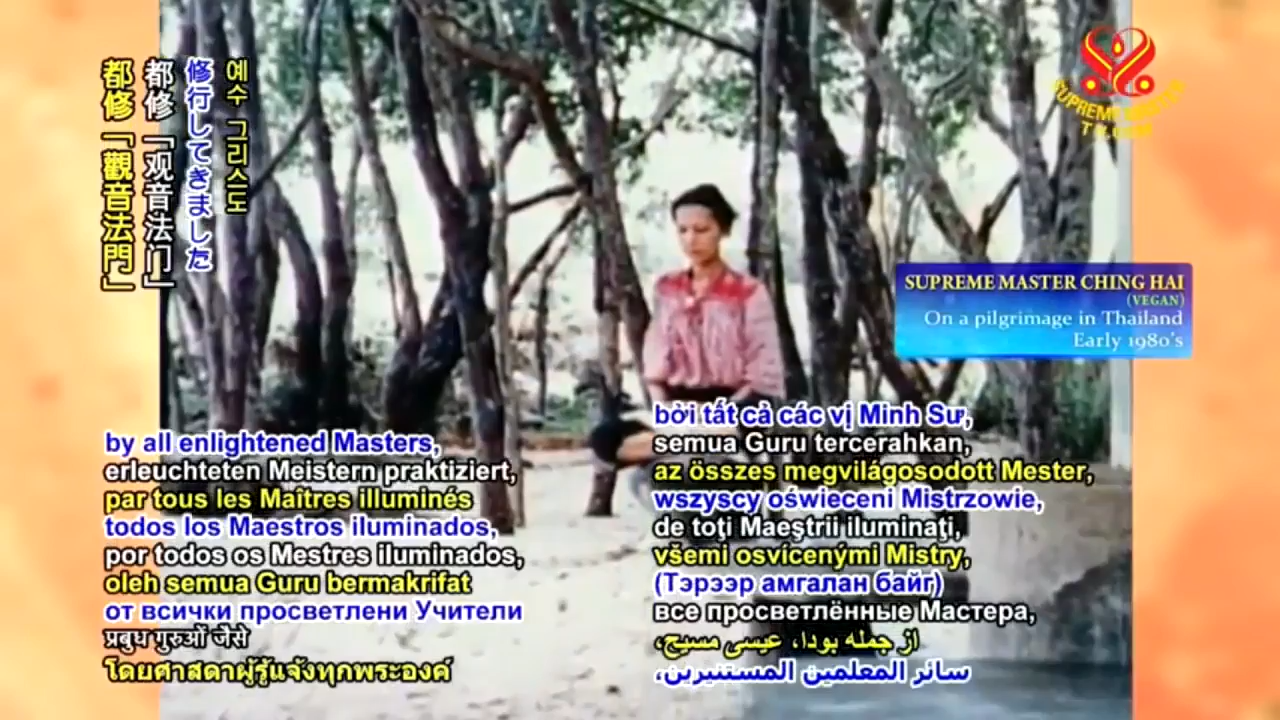 예수 그리스도
修行してきました
都修「观音法门」
都修「觀音法門」
SUPREME MASTER
TV.COM
SUPREME MASTER CHING HAI
(VEGAN)
On a pilgrimage in Thailand
Early 1980's
by all enlightened Masters,
erleuchteten Meistern praktiziert,
par tous les Maîtres illuminés
todos los Maestros iluminados,
por todos os Mestres iluminados,
oleh semua Guru bermakrifat
от всички просветлени Учители
प्रबुध गुरुओं जैसे
โดยศาสดาผู้รู้แจ้งทุกพระองค์
bởi tất cả các vị Minh Sư,
semua Guru tercerahkan,
az összes megvilágosodott Mester,
wszyscy oświeceni Mistrzowie,
de toţi Maeştrii iluminaţi,
všemi osvícenými Mistry,
(Тэрээр амгалан байг)
все просветлённые Мастера,
از جمله بودا، عیسی مسیح،
سائر المعلمين المستنيرين،